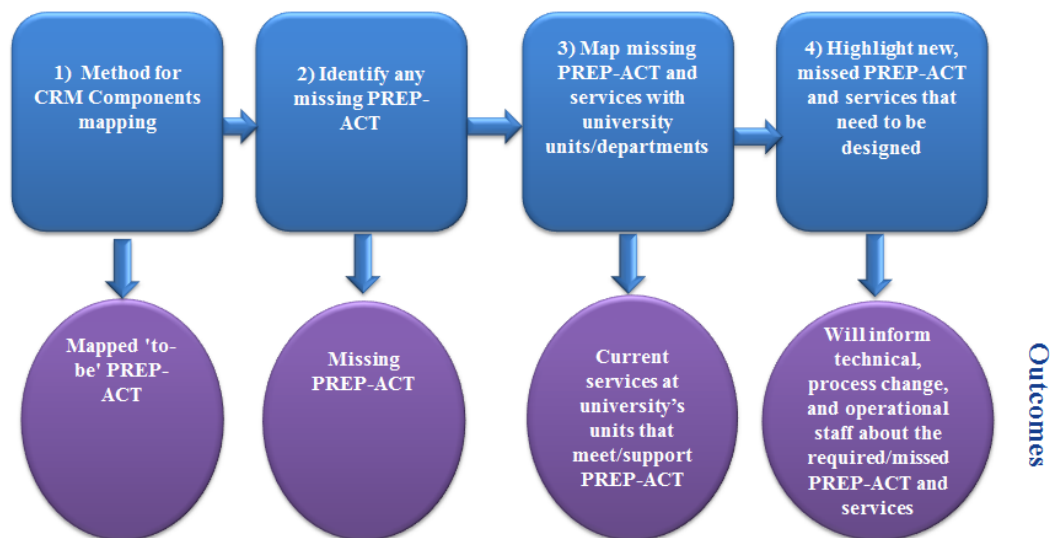 1) Method for
CRM Components
mapping
2) Identify any
missing PREP-
ACT
3) Map missing
PREP-ACT and
services with
university
units/departments
4) Highlight new,
missed PREP-ACT
and services that
need to be
designed
Mapped 'to-
be' PREP-
ACT
Missing
PREP-ACT
Current
services at
university’s
units that
meet/support
PREP-ACT
Will inform
technical,
process change,
and operational
staff about the
required/missed
PREP-ACT and
services
Outcomes